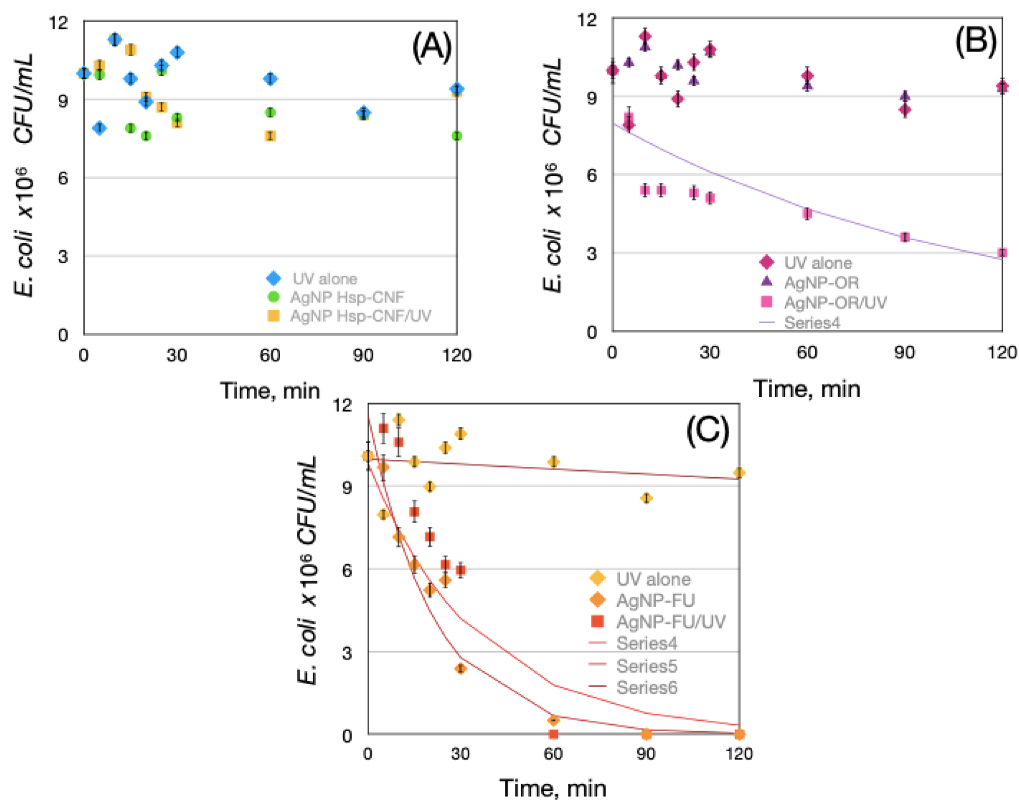 (A)
E. coli x10⁶ CFU/mL
12
9
6
3
0
UV alone
AgNP Hsp-CNF
AgNP Hsp-CNF/UV
0 30 60 90 120
Time, min
(B)
E. coli x10⁶ CFU/mL
12
9
6
3
0
UV alone
AgNP-OR
AgNP-OR/UV
Series4
0 30 60 90 120
Time, min
(C)
E. coli x10⁶ CFU/mL
12
9
6
3
0
UV alone
AgNP-FU
AgNP-FU/UV
Series4
Series5
Series6
0 30 60 90 120
Time, min